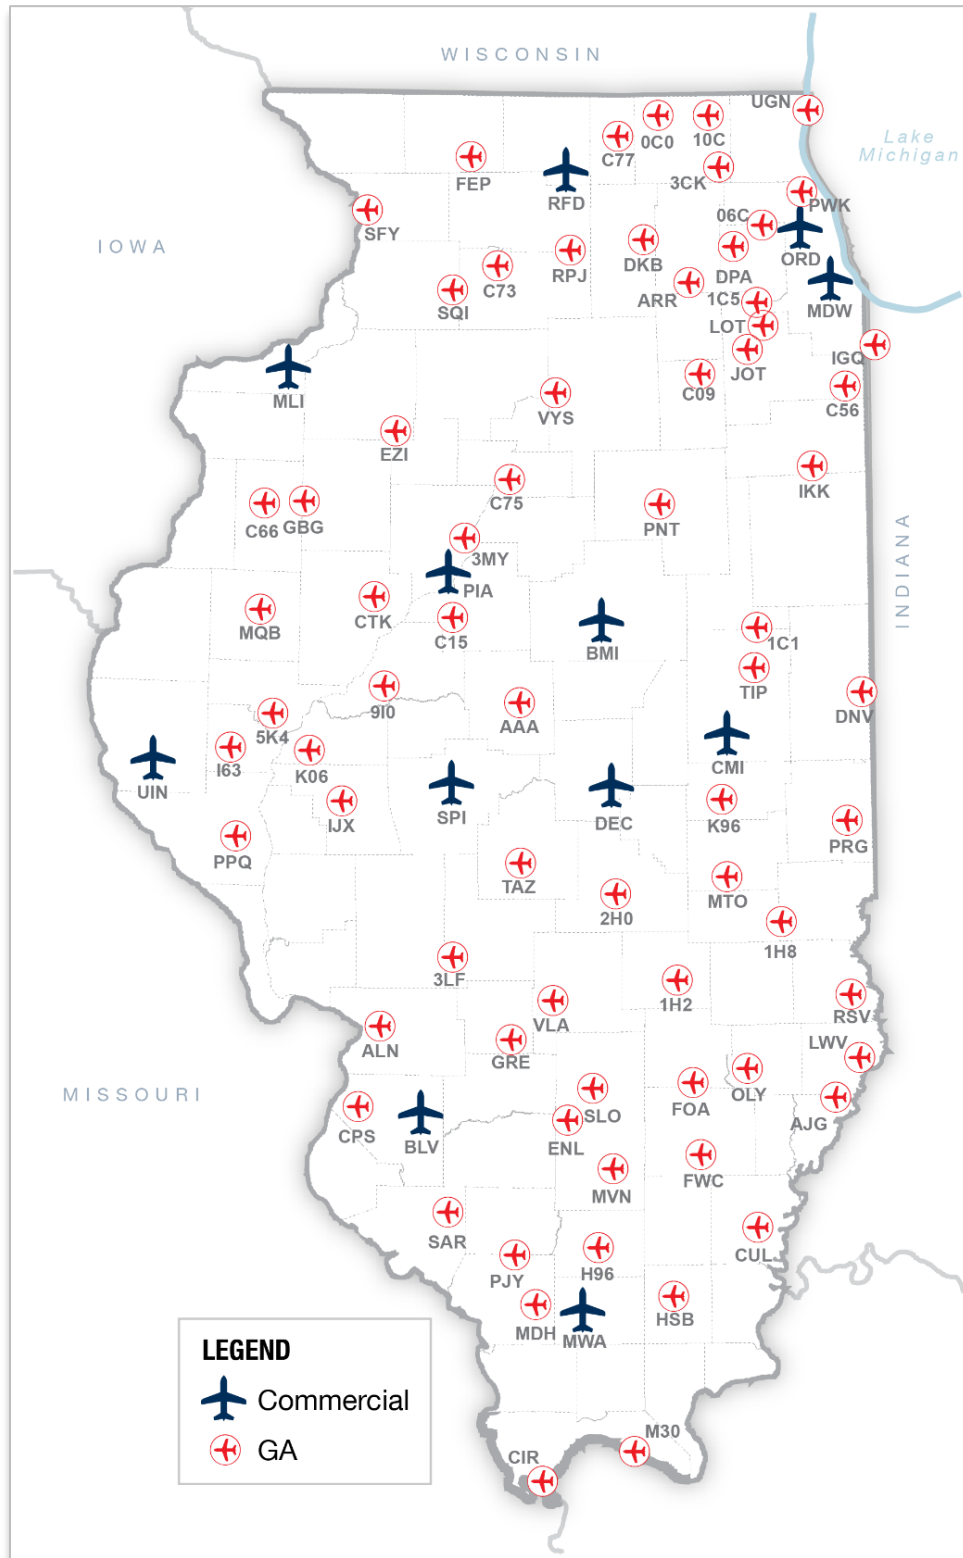 WISCONSIN
UGN
Lake
Michigan
0C0
10C
C77
FEP
3CK
RFD
PWK
06C
SFY
IOWA
ORD
DKB
DPA
RPJ
C73
ARR
1C5
SQI
MDW
LOT
IGQ
JOT
MLI
C09
C56
VYS
EZI
IKK
C75
C66
GBG
PNT
INDIANA
3MY
PIA
CTK
MQB
C15
BMI
1C1
TIP
9I0
DNV
AAA
5K4
K06
I63
CMI
UIN
IJX
SPI
DEC
K96
PRG
PPQ
TAZ
MTO
2H0
1H8
3LF
1H2
RSV
VLA
LWV
ALN
GRE
MISSOURI
OLY
FOA
SLO
AJG
CPS
BLV
ENL
FWC
MVN
SAR
CUL
H96
PJY
HSB
MDH
MWA
LEGEND
Commercial
GA
M30
CIR